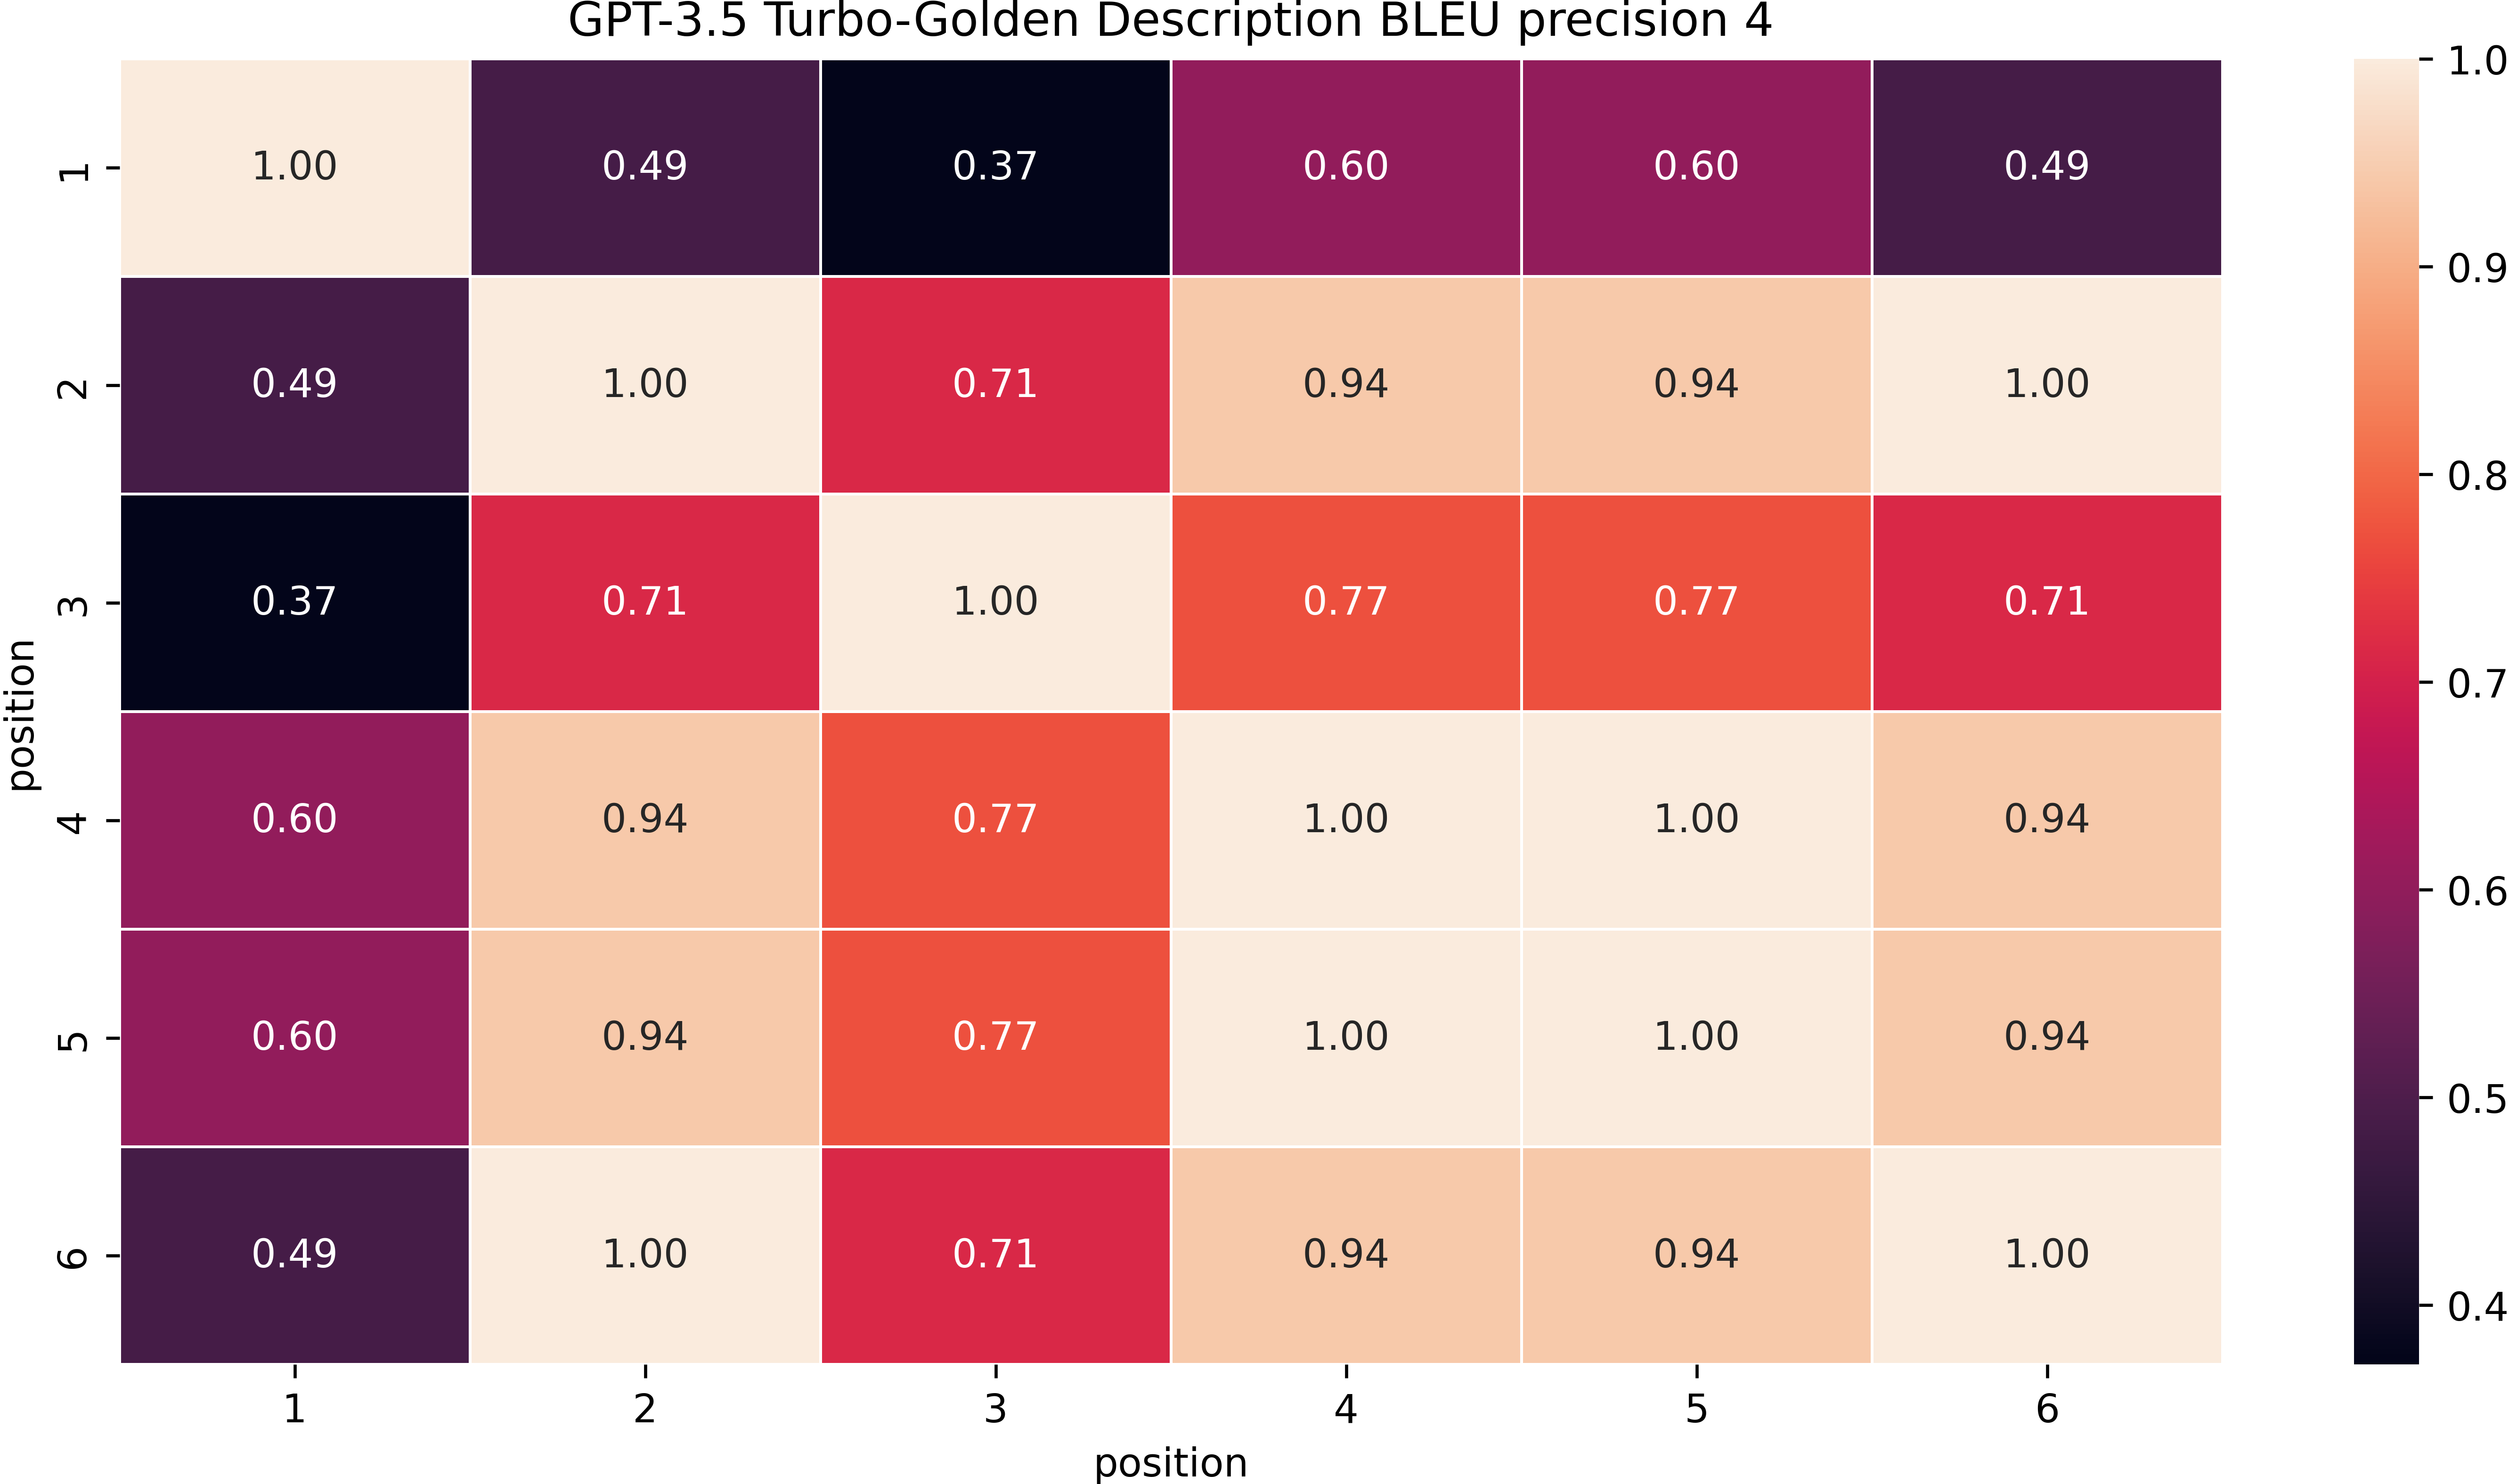 GPT-3.5 Turbo-Golden Description BLEU precision 4
1.0
1 1.00 0.49 0.37 0.60 0.60 0.49
0.9
2 0.49 1.00 0.71 0.94 0.94 1.00
0.8
3 0.37 0.71 1.00 0.77 0.77 0.71
0.7
position
4 0.60 0.94 0.77 1.00 1.00 0.94
0.6
5 0.60 0.94 0.77 1.00 1.00 0.94
0.5
6 0.49 1.00 0.71 0.94 0.94 1.00
0.4
1 2 3 4 5 6
position